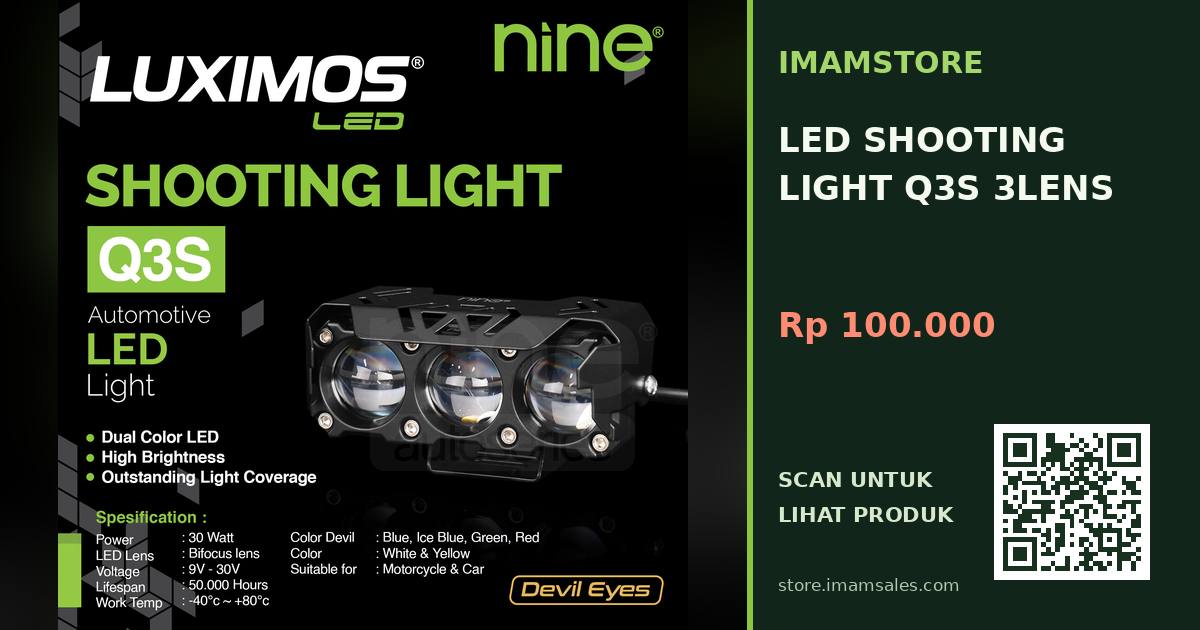 LUXIMOS®
LED
nine®
SHOOTING LIGHT
Q3S
Automotive
LED
Light
Dual Color LED
High Brightness
Outstanding Light Coverage
Spesification :
Power : 30 Watt
LED Lens : Bifocus lens
Voltage : 9V - 30V
Lifespan : 50.000 Hours
Work Temp : -40°c ~ +80°c
Color Devil : Blue, Ice Blue, Green, Red
Color : White & Yellow
Suitable for : Motorcycle & Car
Devil Eyes
IMAMSTORE
LED SHOOTING
LIGHT Q3S 3LENS
Rp 100.000
SCAN UNTUK
LIHAT PRODUK
store.imamsales.com